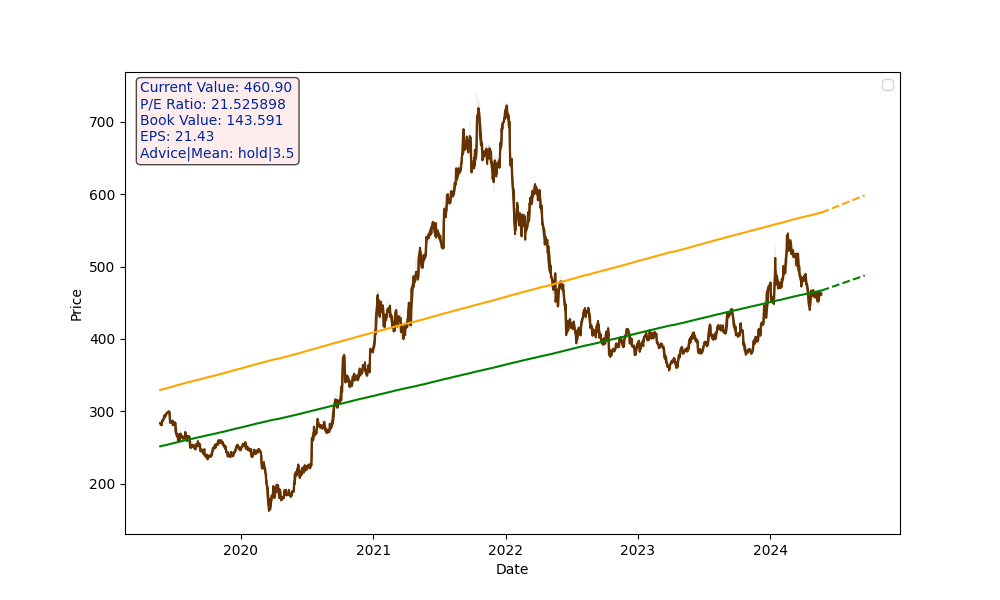 Current Value: 460.90
P/E Ratio: 21.525898
Book Value: 143.591
EPS: 21.43
Advice|Mean: hold|3.5
700
600
500
400
300
200
Price
2020 2021 2022 2023 2024
Date